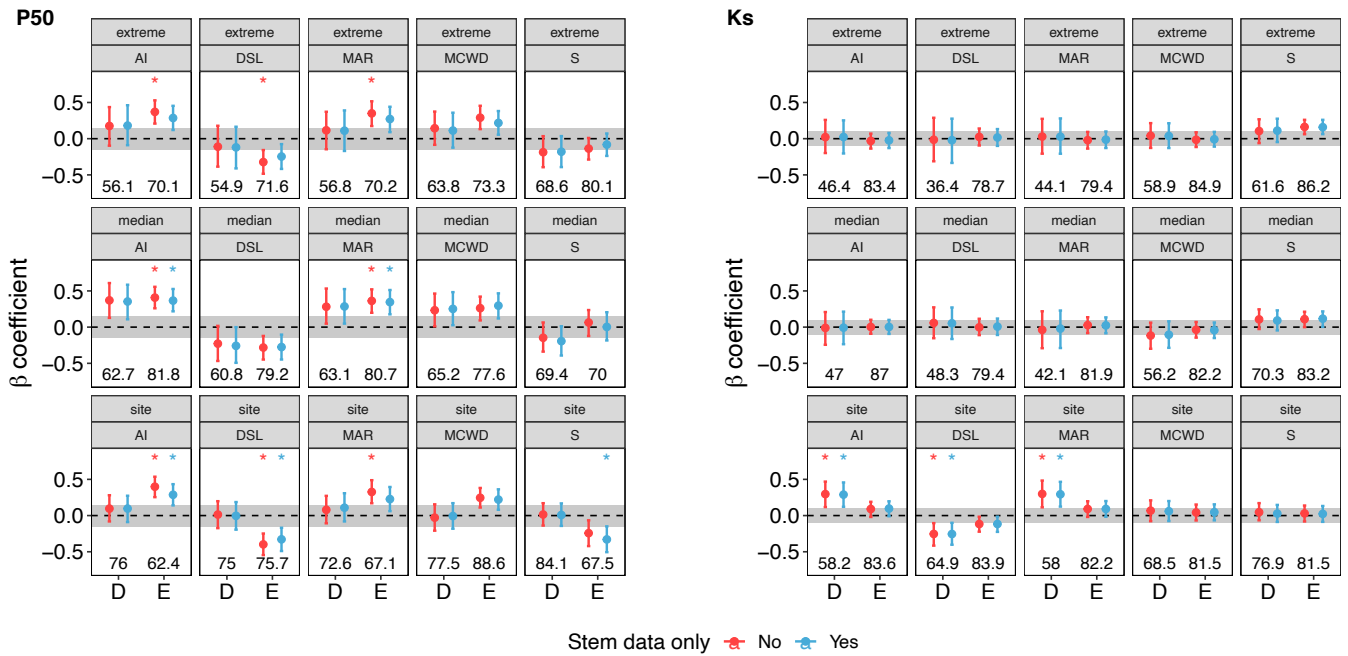 P50
Ks
extreme extreme extreme extreme extreme extreme extreme extreme extreme extreme
AI DSL MAR MCWD S AI DSL MAR MCWD S
* * *
0.5 0.5
0.0 0.0
−0.5 −0.5
56.1 70.1 54.9 71.6 56.8 70.2 63.8 73.3 68.6 80.1 46.4 83.4 36.4 78.7 44.1 79.4 58.9 84.9 61.6 86.2
median median median median median median median median median median
AI DSL MAR MCWD S AI DSL MAR MCWD S
* * * *
0.5 0.5
0.0 0.0
−0.5 −0.5
β coefficient β coefficient
62.7 81.8 60.8 79.2 63.1 80.7 65.2 77.6 69.4 70 47 87 48.3 79.4 42.1 81.9 56.2 82.2 70.3 83.2
site site site site site site site site site site
AI DSL MAR MCWD S AI DSL MAR MCWD S
* * * * * * * * * * * *
0.5 0.5
0.0 0.0
−0.5 −0.5
76 62.4 75 75.7 72.6 67.1 77.5 88.6 84.1 67.5 58.2 83.6 64.9 83.9 58 82.2 68.5 81.5 76.9 81.5
D E D E D E D E D E D E D E D E D E D E
Stem data only a No a Yes